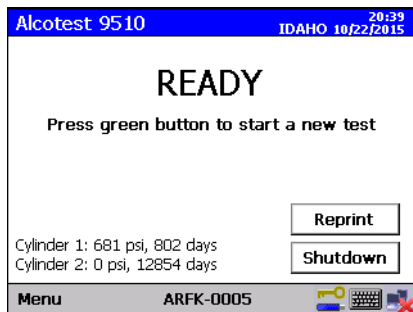 Alcotest 9510
20:39
IDAHO 10/22/2015
READY
Press green button to start a new test
Reprint
Cylinder 1: 681 psi, 802 days
Cylinder 2: 0 psi, 12854 days
Shutdown
Menu
ARFK-0005